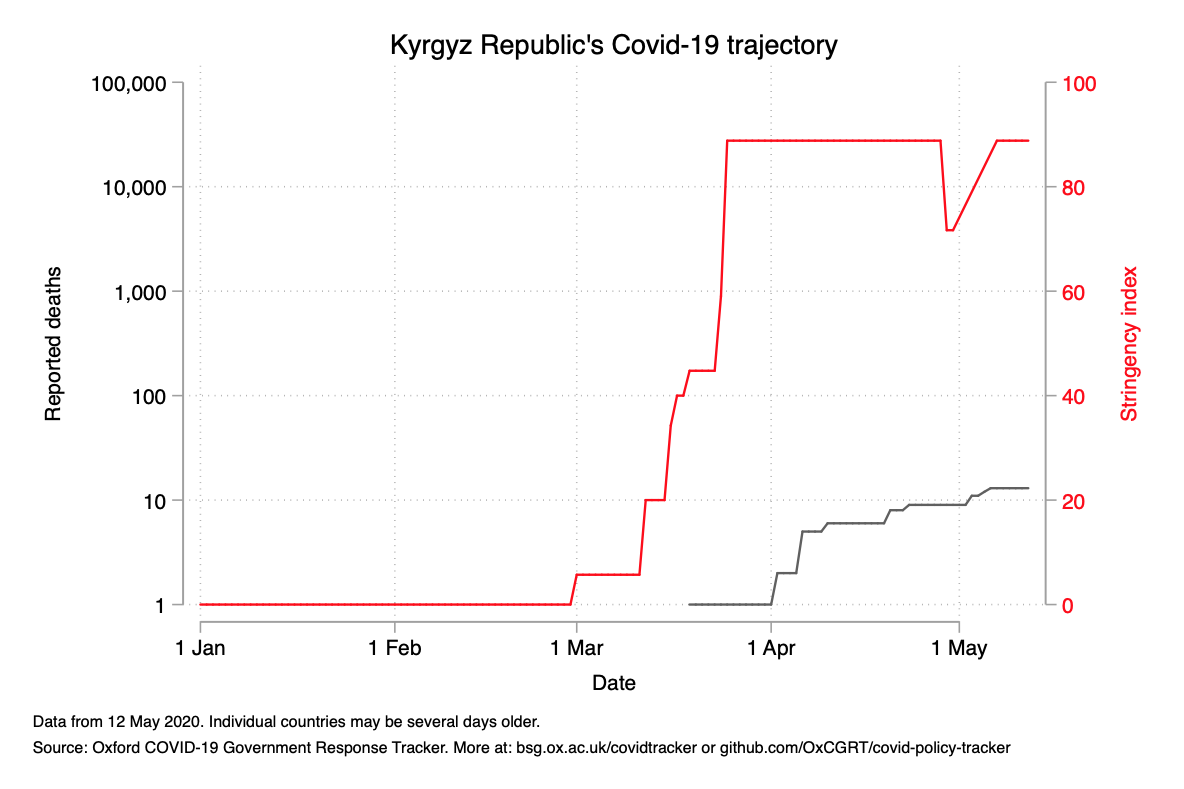 Kyrgyz Republic's Covid-19 trajectory
Reported deaths
100,000
10,000
1,000
100
10
1
Stringency index
100
80
60
40
20
0
1 Jan
1 Feb
1 Mar
1 Apr
1 May
Date
Data from 12 May 2020. Individual countries may be several days older.
Source: Oxford COVID-19 Government Response Tracker. More at: bsg.ox.ac.uk/covidtracker or github.com/OxCGRT/covid-policy-tracker